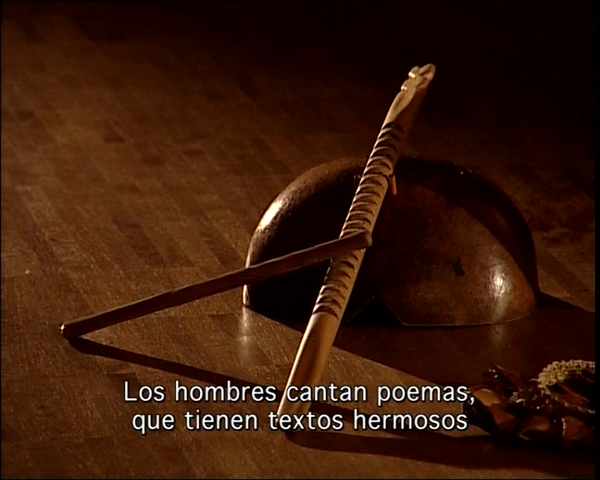 Los hombres cantan poemas,
que tienen textos hermosos